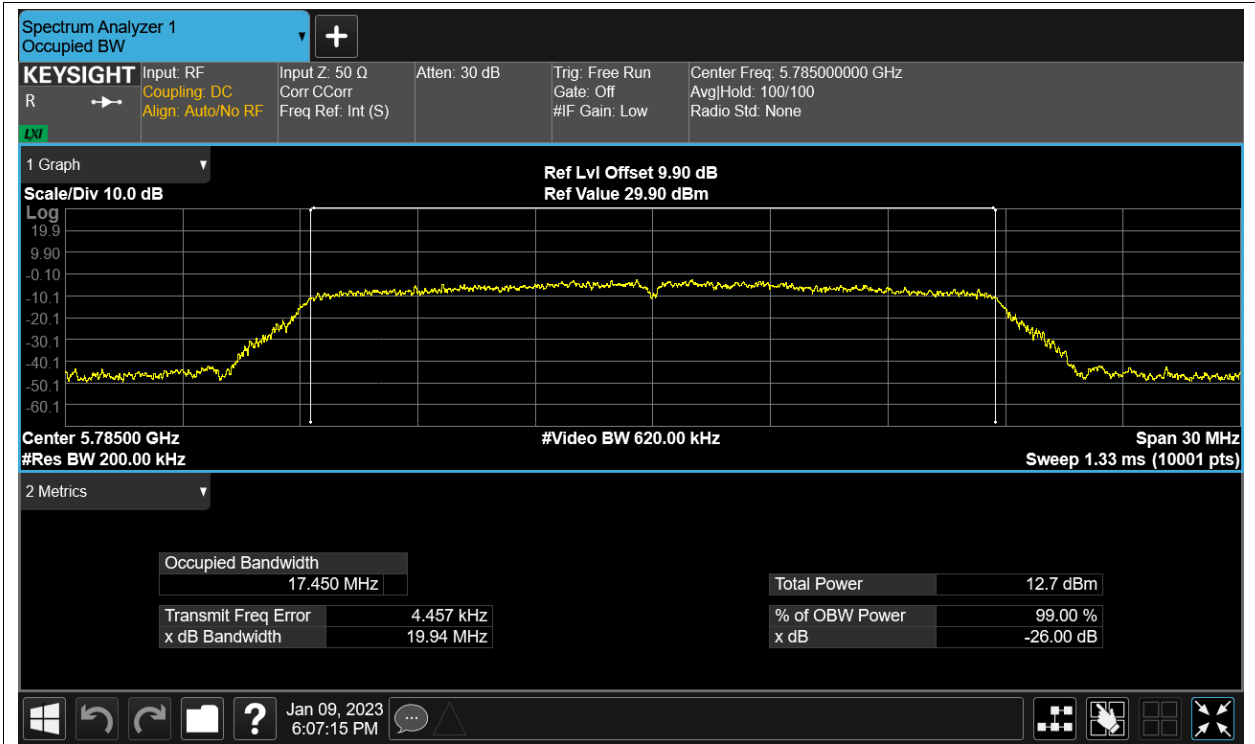 Spectrum Analyzer 1
Occupied BW
KEYSIGHT
R
LXI
Input: RF
Coupling: DC
Align: Auto/No RF
Input Z: 50 Ω
Corr CCorr
Freq Ref: Int (S)
Atten: 30 dB
Trig: Free Run
Gate: Off
#IF Gain: Low
Center Freq: 5.785000000 GHz
Avg|Hold: 100/100
Radio Std: None
1 Graph
Scale/Div 10.0 dB
Ref Lvl Offset 9.90 dB
Ref Value 29.90 dBm
Log
19.9
9.90
-0.10
-10.1
-20.1
-30.1
-40.1
-50.1
-60.1
Center 5.78500 GHz
#Video BW 620.00 kHz
Span 30 MHz
#Res BW 200.00 kHz
Sweep 1.33 ms (10001 pts)
2 Metrics
Occupied Bandwidth
17.450 MHz
Total Power 12.7 dBm
Transmit Freq Error 4.457 kHz
% of OBW Power 99.00 %
x dB Bandwidth 19.94 MHz
x dB -26.00 dB
?
Jan 09, 2023
6:07:15 PM